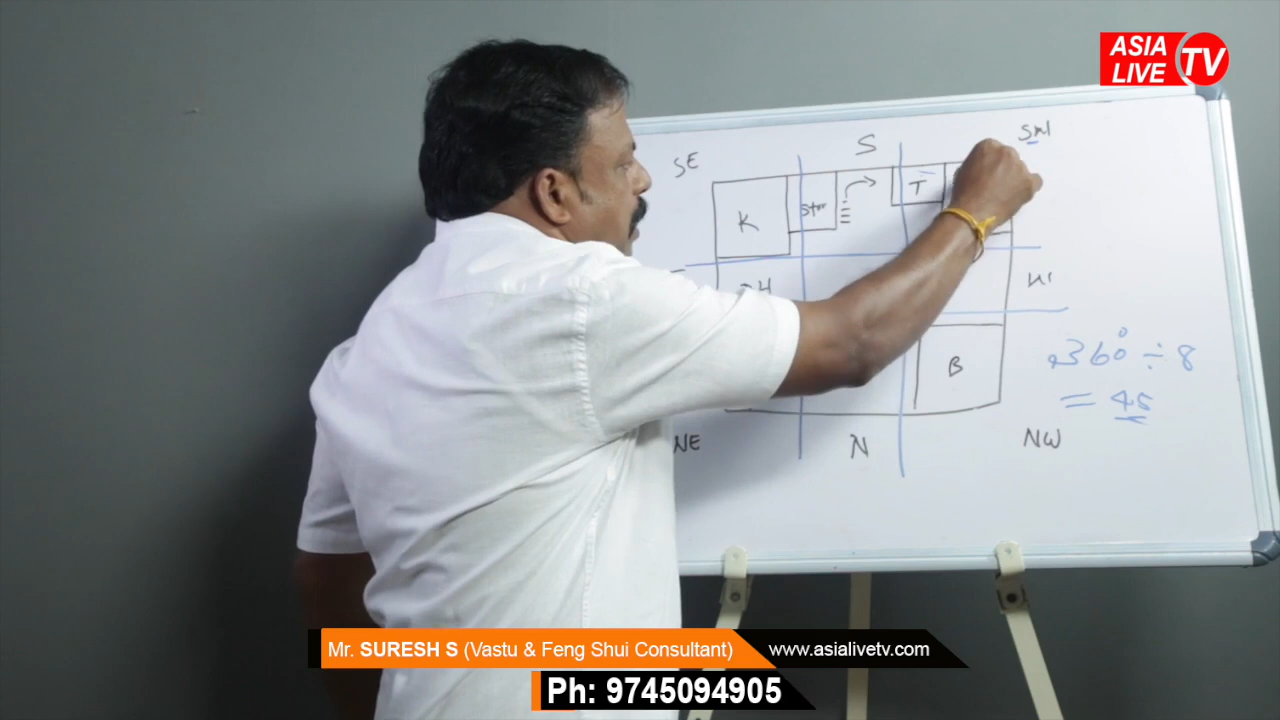 ASIA
LIVE
TV
SE
S
SW
K
Stor
T
H
W
B
360° ÷ 8
= 45
NE
N
NW
Mr. SURESH S (Vastu & Feng Shui Consultant)
www.asialivetv.com
Ph: 9745094905